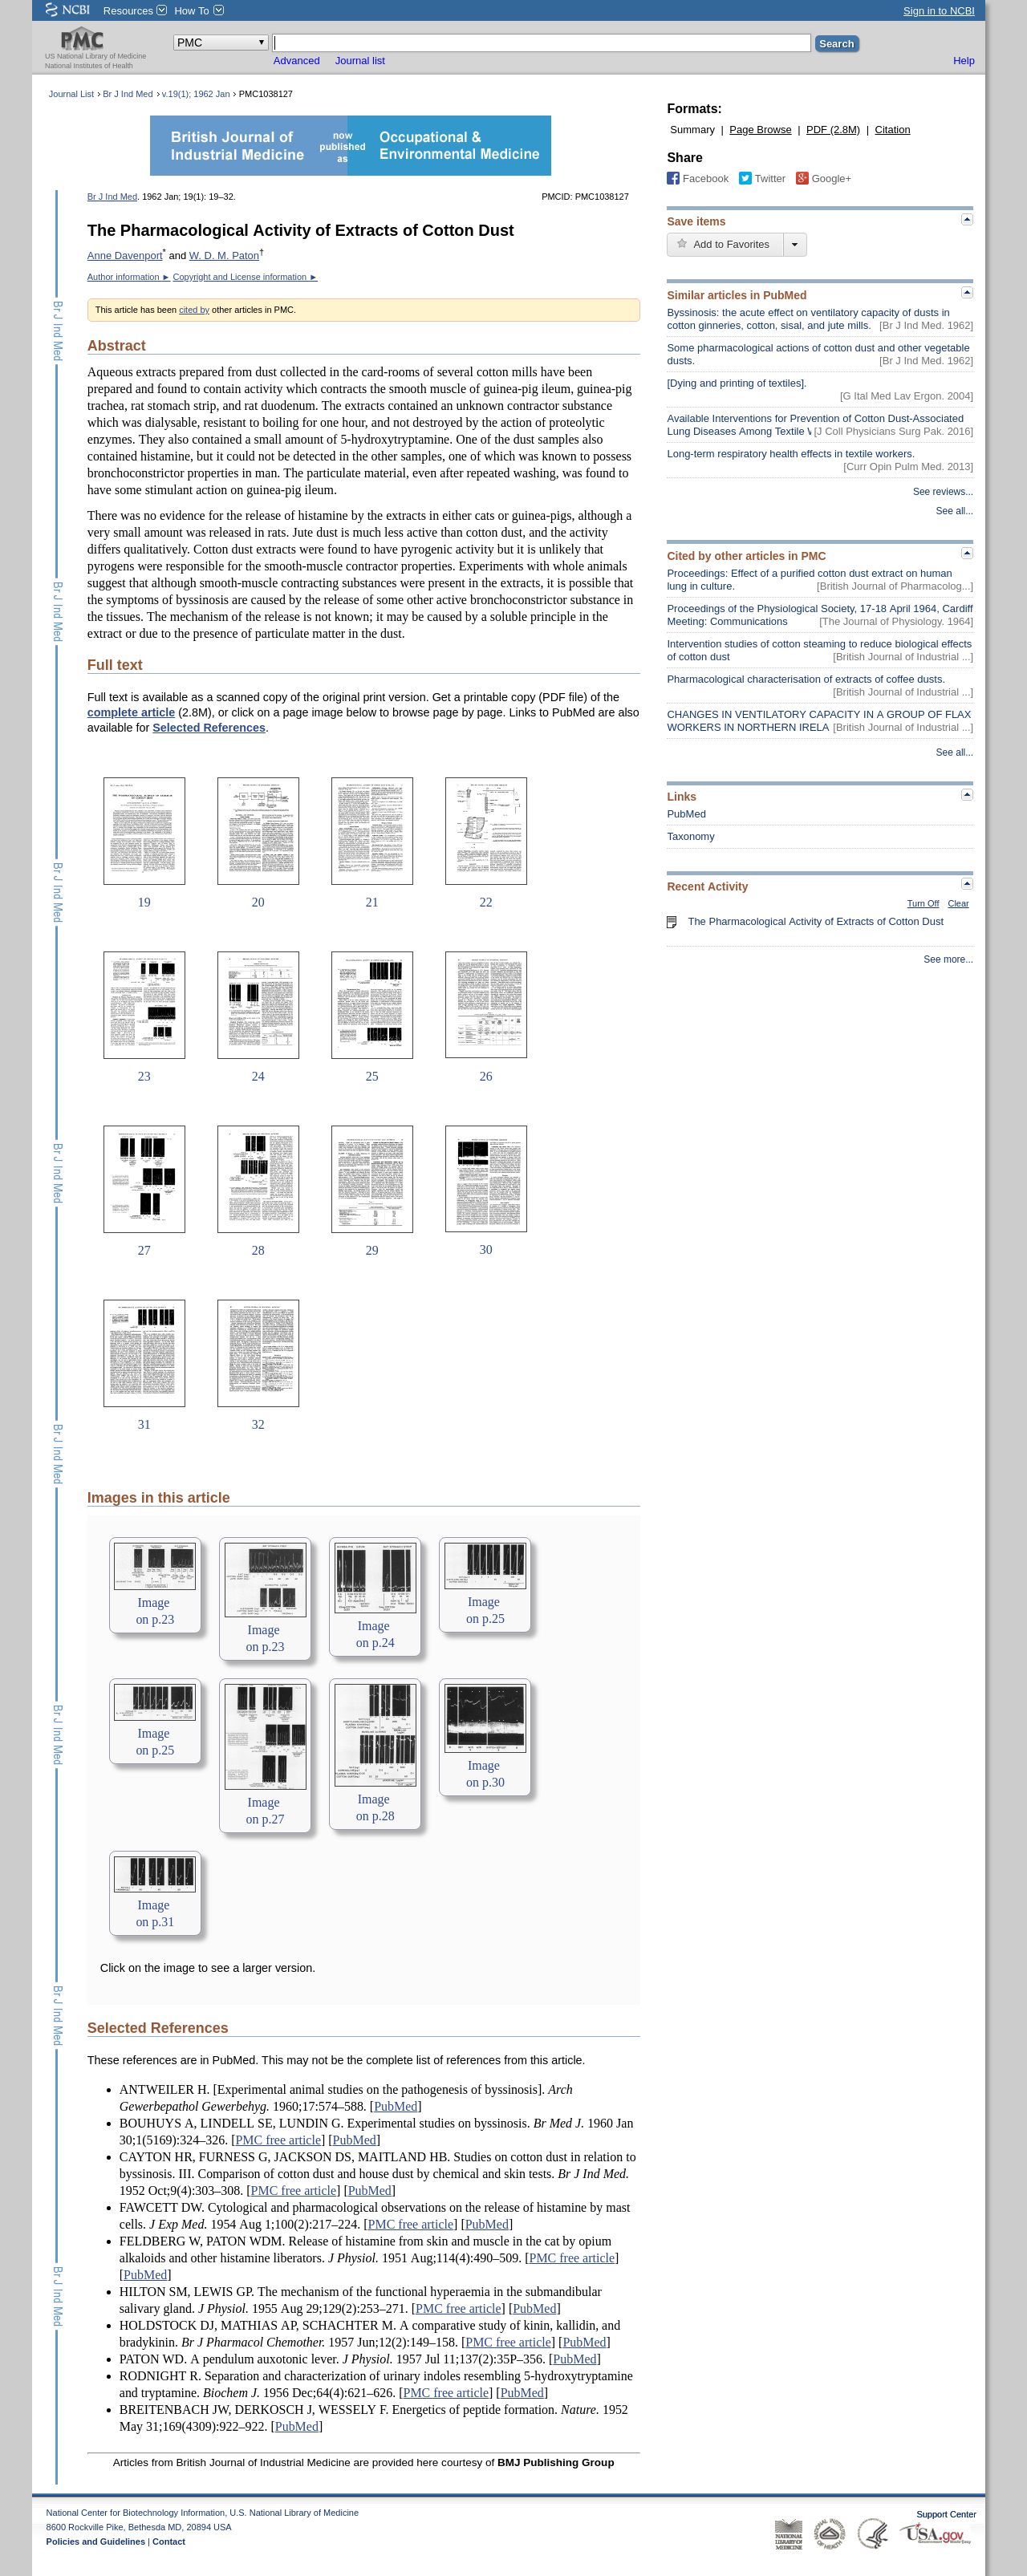 NCBI Resources How To Sign in to NCBI
PMC
US National Library of Medicine
National Institutes of Health
PMC Search
Advanced Journal list Help
Journal List > Br J Ind Med > v.19(1); 1962 Jan > PMC1038127
British Journal of
Industrial Medicine
now
published
as
Occupational &
Environmental Medicine
Br J Ind Med. 1962 Jan; 19(1): 19–32. PMCID: PMC1038127
The Pharmacological Activity of Extracts of Cotton Dust
Anne Davenport* and W. D. M. Paton†
Author information ► Copyright and License information ►
This article has been cited by other articles in PMC.
Abstract
Aqueous extracts prepared from dust collected in the card-rooms of several cotton mills have been
prepared and found to contain activity which contracts the smooth muscle of guinea-pig ileum, guinea-pig
trachea, rat stomach strip, and rat duodenum. The extracts contained an unknown contractor substance
which was dialysable, resistant to boiling for over one hour, and not destroyed by the action of proteolytic
enzymes. They also contained a small amount of 5-hydroxytryptamine. One of the dust samples also
contained histamine, but it could not be detected in the other samples, one of which was known to possess
bronchoconstrictor properties in man. The particulate material, even after repeated washing, was found to
have some stimulant action on guinea-pig ileum.
There was no evidence for the release of histamine by the extracts in either cats or guinea-pigs, although a
very small amount was released in rats. Jute dust is much less active than cotton dust, and the activity
differs qualitatively. Cotton dust extracts were found to have pyrogenic activity but it is unlikely that
pyrogens were responsible for the smooth-muscle contractor properties. Experiments with whole animals
suggest that although smooth-muscle contracting substances were present in the extracts, it is possible that
the symptoms of byssinosis are caused by the release of some other active bronchoconstrictor substance in
the lungs. The mechanism of the release is not known; it may be caused by a soluble principle in the
extract or due to the presence of particulate matter in the dust.
Full text
Full text is available as a scanned copy of the original print version. Get a printable copy (PDF file) of the
complete article (2.8M), or click on a page image below to browse page by page. Links to PubMed are also
available for Selected References.
19 20 21 22
23 24 25 26
27 28 29 30
31 32
Images in this article
Image
on p.23
Image
on p.23
Image
on p.24
Image
on p.25
Image
on p.25
Image
on p.27
Image
on p.28
Image
on p.30
Image
on p.31
Click on the image to see a larger version.
Selected References
These references are in PubMed. This may not be the complete list of references from this article.
ANTWEILER H. [Experimental animal studies on the pathogenesis of byssinosis]. Arch
Gewerbepathol Gewerbehyg. 1960;17:574–588. [PubMed]
BOUHUYS A, LINDELL SE, LUNDIN G. Experimental studies on byssinosis. Br Med J. 1960 Jan
30;1(5169):324–326. [PMC free article] [PubMed]
CAYTON HR, FURNESS G, JACKSON DS, MAITLAND HB. Studies on cotton dust in relation to
byssinosis. III. Comparison of cotton dust and house dust by chemical and skin tests. Br J Ind Med.
1952 Oct;9(4):303–308. [PMC free article] [PubMed]
FAWCETT DW. Cytological and pharmacological observations on the release of histamine by mast
cells. J Exp Med. 1954 Aug 1;100(2):217–224. [PMC free article] [PubMed]
FELDBERG W, PATON WDM. Release of histamine from skin and muscle in the cat by opium
alkaloids and other histamine liberators. J Physiol. 1951 Aug;114(4):490–509. [PMC free article]
[PubMed]
HILTON SM, LEWIS GP. The mechanism of the functional hyperaemia in the submandibular
salivary gland. J Physiol. 1955 Aug 29;129(2):253–271. [PMC free article] [PubMed]
HOLDSTOCK DJ, MATHIAS AP, SCHACHTER M. A comparative study of kinin, kallidin, and
bradykinin. Br J Pharmacol Chemother. 1957 Jun;12(2):149–158. [PMC free article] [PubMed]
PATON WD. A pendulum auxotonic lever. J Physiol. 1957 Jul 11;137(2):35P–356. [PubMed]
RODNIGHT R. Separation and characterization of urinary indoles resembling 5-hydroxytryptamine
and tryptamine. Biochem J. 1956 Dec;64(4):621–626. [PMC free article] [PubMed]
BREITENBACH JW, DERKOSCH J, WESSELY F. Energetics of peptide formation. Nature. 1952
May 31;169(4309):922–922. [PubMed]
Articles from British Journal of Industrial Medicine are provided here courtesy of BMJ Publishing Group
Br J Ind Med
Br J Ind Med
Br J Ind Med
Br J Ind Med
Br J Ind Med
Br J Ind Med
Br J Ind Med
Br J Ind Med
Formats:
Summary | Page Browse | PDF (2.8M) | Citation
Share
Facebook Twitter Google+
Save items
Add to Favorites
Similar articles in PubMed
Byssinosis: the acute effect on ventilatory capacity of dusts in
cotton ginneries, cotton, sisal, and jute mills. [Br J Ind Med. 1962]
Some pharmacological actions of cotton dust and other vegetable
dusts. [Br J Ind Med. 1962]
[Dying and printing of textiles].
[G Ital Med Lav Ergon. 2004]
Available Interventions for Prevention of Cotton Dust-Associated
Lung Diseases Among Textile [J Coll Physicians Surg Pak. 2016]
Long-term respiratory health effects in textile workers.
[Curr Opin Pulm Med. 2013]
See reviews...
See all...
Cited by other articles in PMC
Proceedings: Effect of a purified cotton dust extract on human
lung in culture. [British Journal of Pharmacolog...]
Proceedings of the Physiological Society, 17-18 April 1964, Cardiff
Meeting: Communications [The Journal of Physiology. 1964]
Intervention studies of cotton steaming to reduce biological effects
of cotton dust [British Journal of Industrial ...]
Pharmacological characterisation of extracts of coffee dusts.
[British Journal of Industrial ...]
CHANGES IN VENTILATORY CAPACITY IN A GROUP OF FLAX
WORKERS IN NORTHERN IRELA [British Journal of Industrial ...]
See all...
Links
PubMed
Taxonomy
Recent Activity
Turn Off Clear
The Pharmacological Activity of Extracts of Cotton Dust
See more...
National Center for Biotechnology Information, U.S. National Library of Medicine
8600 Rockville Pike, Bethesda MD, 20894 USA
Policies and Guidelines | Contact
Support Center
NATIONAL
LIBRARY OF
MEDICINE
USA.gov